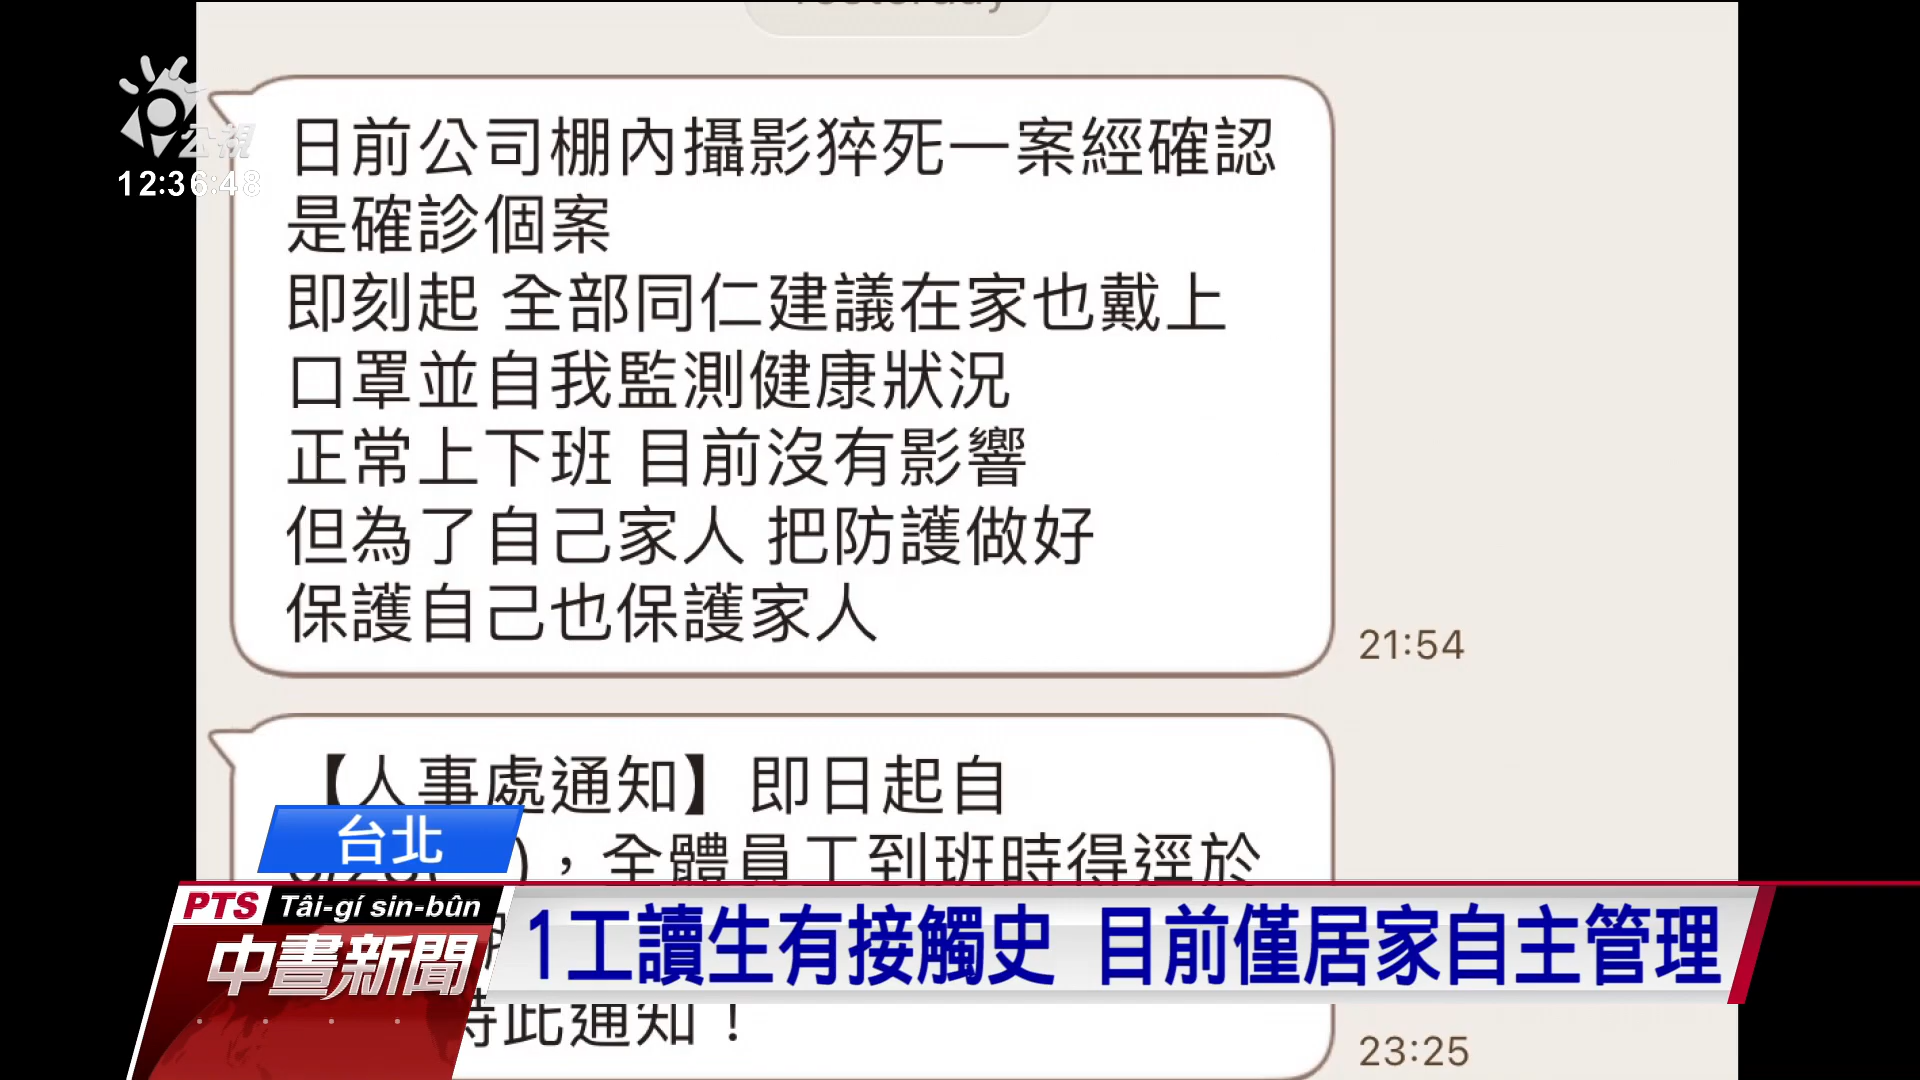 Yesterday
公視
12:36:48
日前公司棚內攝影猝死一案經確認
是確診個案
即刻起 全部同仁建議在家也戴上
口罩並自我監測健康狀況
正常上下班 目前沒有影響
但為了自己家人 把防護做好
保護自己也保護家人
21:54
【人事處通知】即日起自
，全體員工到班時得逕於
特此通知！
23:25
台北
PTS Tâi-gí sin-bûn
中晝新聞
1工讀生有接觸史 目前僅居家自主管理